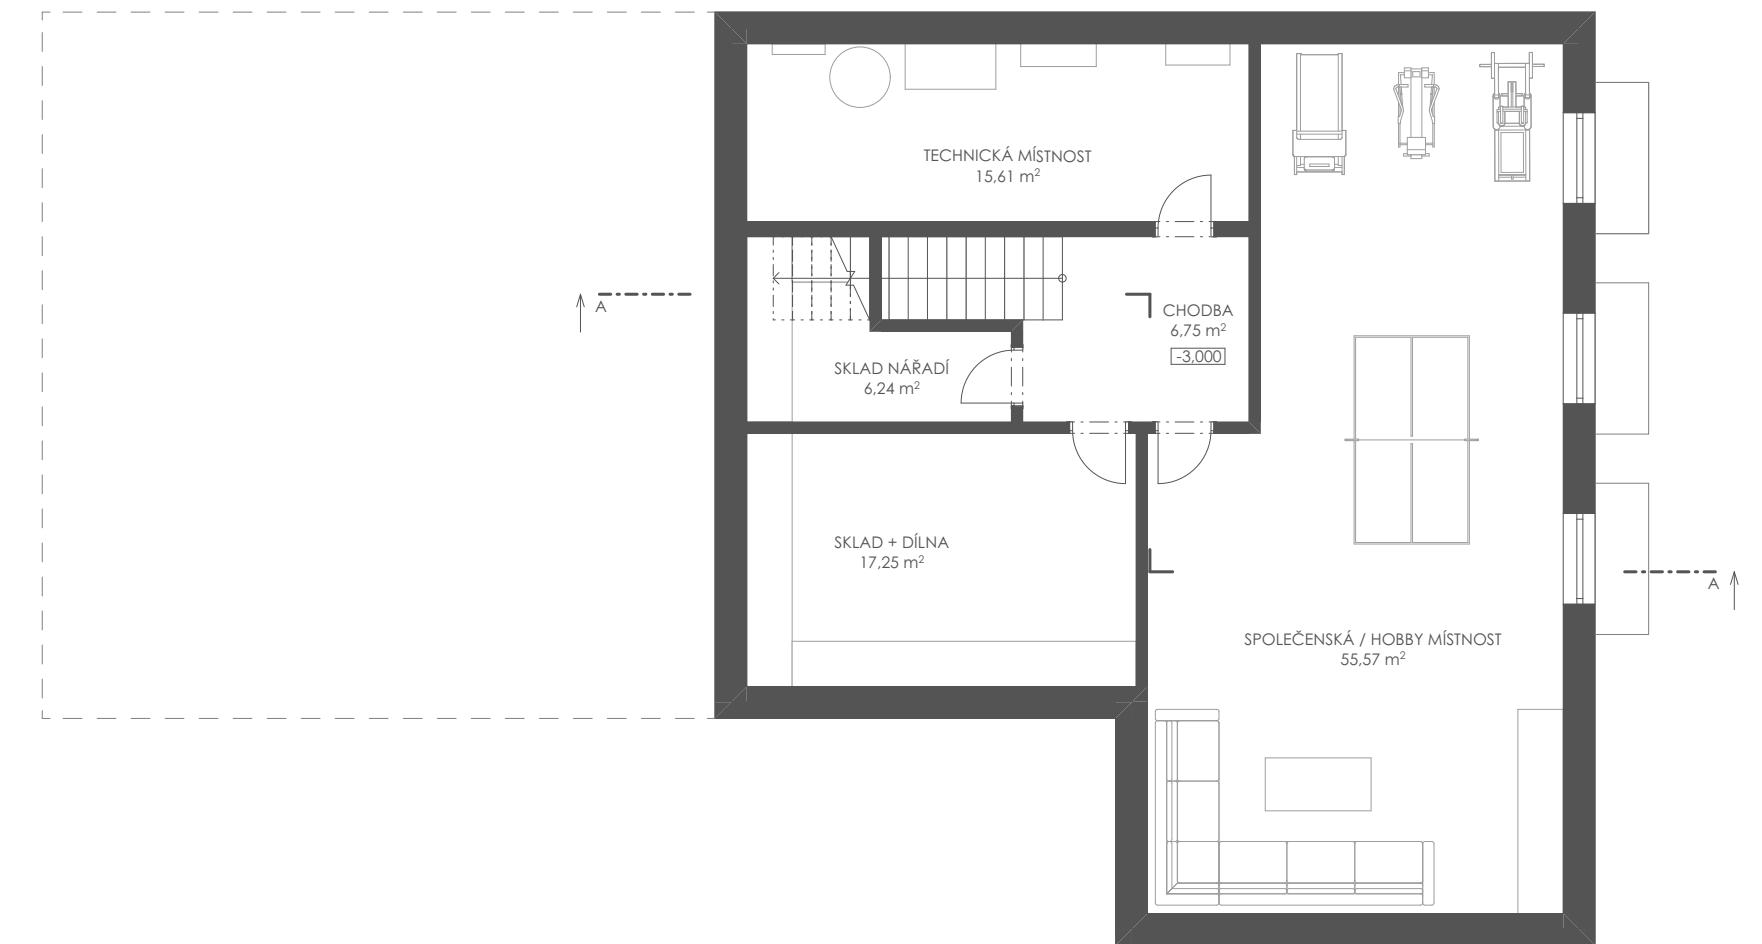 TECHNICKÁ MÍSTNOST
15,61 m²
A
CHODBA
6,75 m²
-3,000
SKLAD NÁŘADÍ
6,24 m²
SKLAD + DÍLNA
17,25 m²
A
SPOLEČENSKÁ / HOBBY MÍSTNOST
55,57 m²